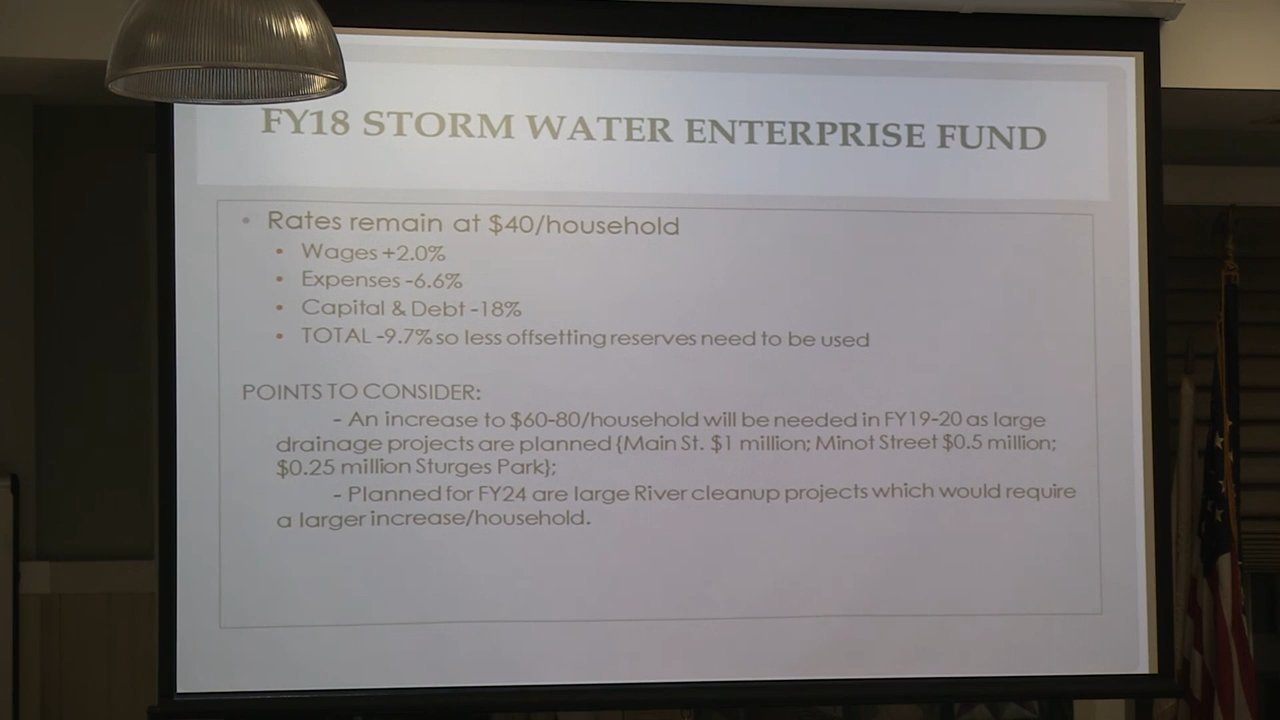 FY18 STORM WATER ENTERPRISE FUND
• Rates remain at $40/household
• Wages +2.0%
• Expenses -6.6%
• Capital & Debt -18%
• TOTAL -9.7% so less offsetting reserves need to be used
POINTS TO CONSIDER:
- An increase to $60-80/household will be needed in FY19-20 as large
drainage projects are planned {Main St. $1 million; Minot Street $0.5 million;
$0.25 million Sturges Park};
- Planned for FY24 are large River cleanup projects which would require
a larger increase/household.